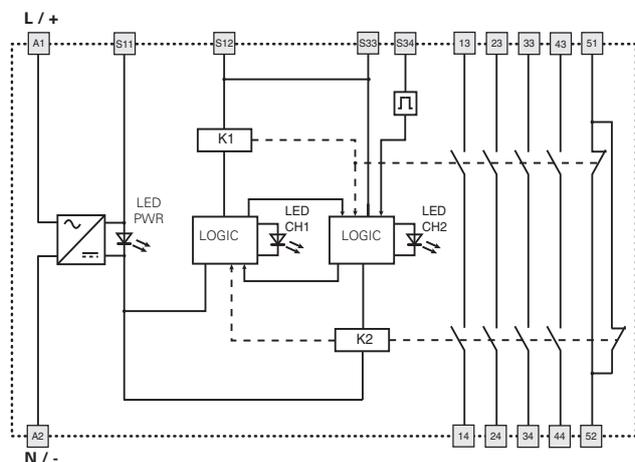 L / +
A1 S11 S12 S33 S34 13 23 33 43 51
K1
LED
PWR
LED
CH1
LED
CH2
LOGIC LOGIC
K2
A2 14 24 34 44 52
N / -